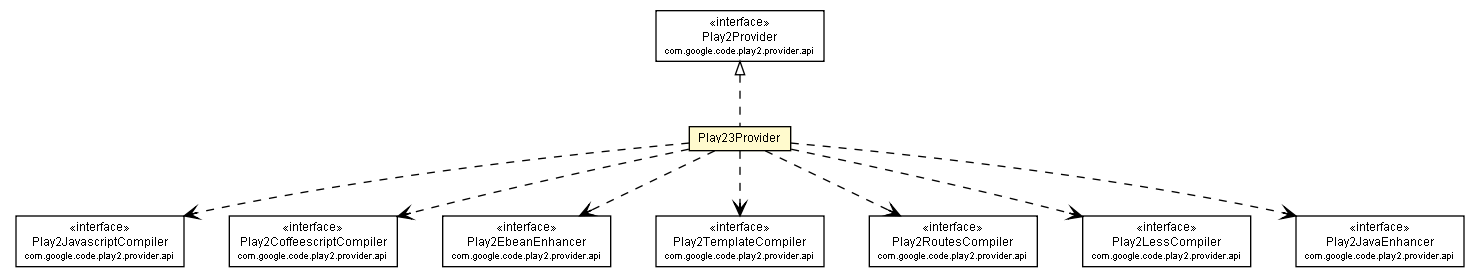 «interface»
Play2Provider
com.google.code.play2.provider.api
Play23Provider
«interface»
Play2JavascriptCompiler
com.google.code.play2.provider.api
«interface»
Play2CoffeescriptCompiler
com.google.code.play2.provider.api
«interface»
Play2EbeanEnhancer
com.google.code.play2.provider.api
«interface»
Play2TemplateCompiler
com.google.code.play2.provider.api
«interface»
Play2RoutesCompiler
com.google.code.play2.provider.api
«interface»
Play2LessCompiler
com.google.code.play2.provider.api
«interface»
Play2JavaEnhancer
com.google.code.play2.provider.api